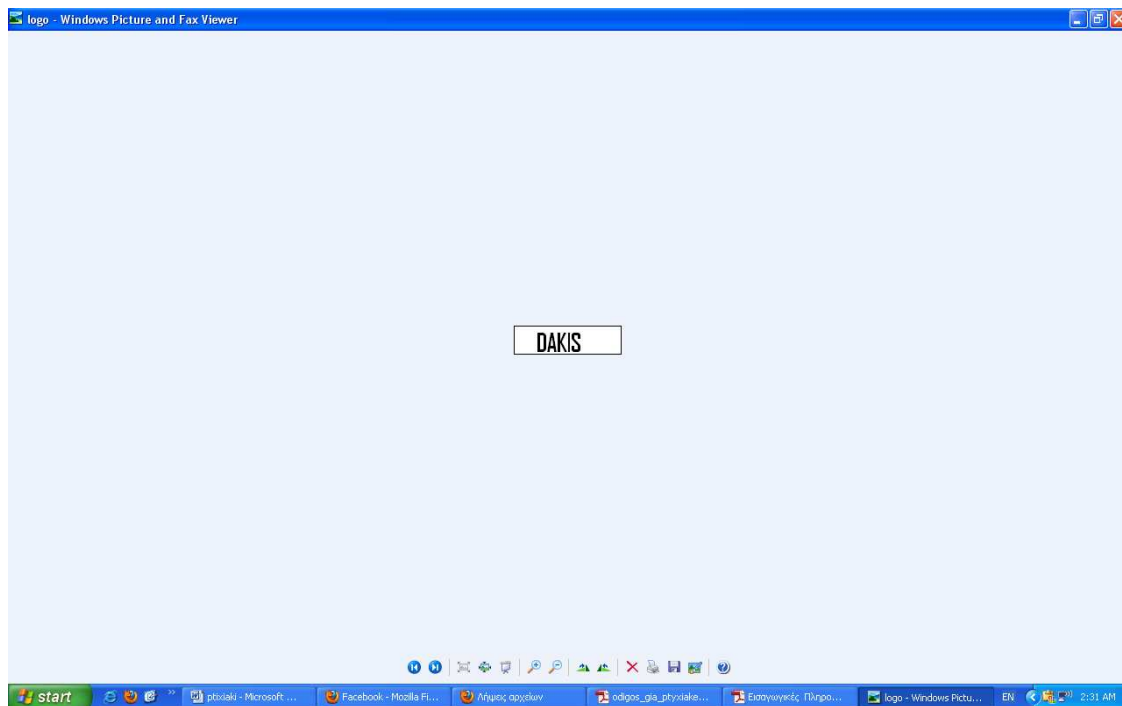 logo - Windows Picture and Fax Viewer
DAKIS
start
ptixiaki - Microsoft ...
Facebook - Mozilla Fi...
Λήψεις αρχείων
odigos_gia_ptyxiake...
Εισαγωγικές Πληρο...
logo - Windows Pictu...
EN
2:31 AM